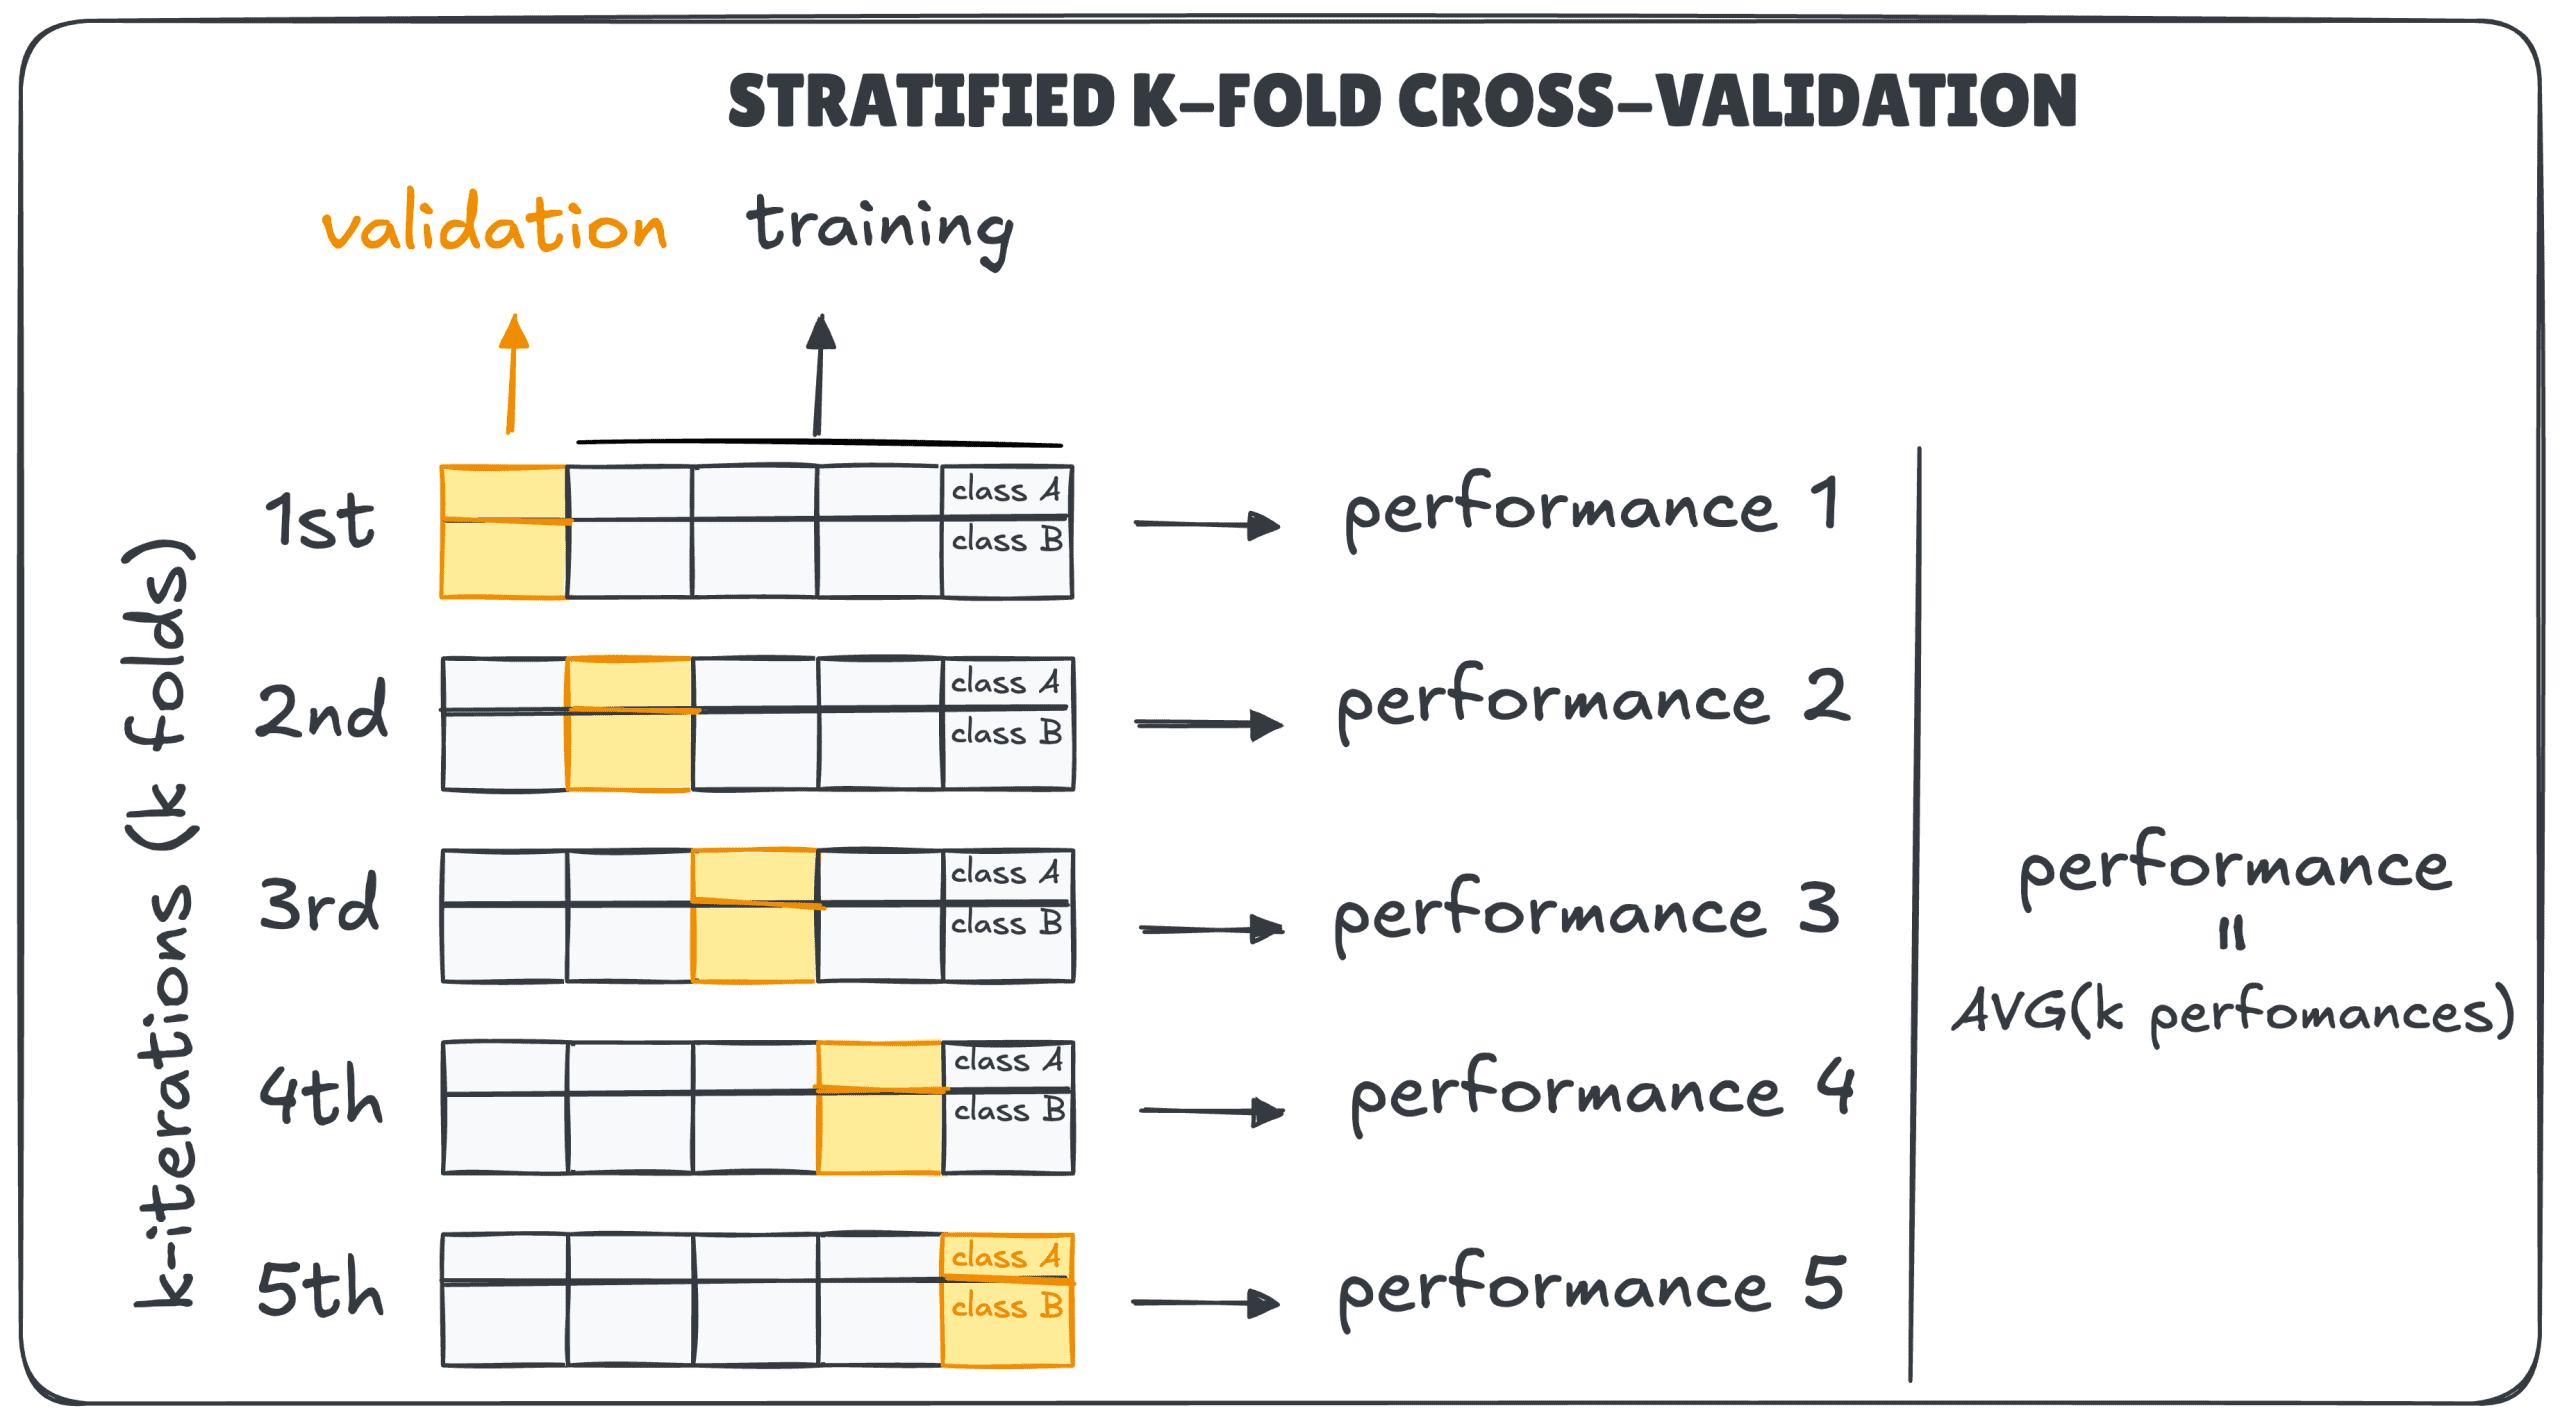 STRATIFIED K-FOLD CROSS-VALIDATION
validation training
k-iterations (k folds)
1st
class A
class B
performance 1
2nd
class A
class B
performance 2
3rd
class A
class B
performance 3
4th
class A
class B
performance 4
5th
class A
class B
performance 5
performance
=
AVG(k perfomances)